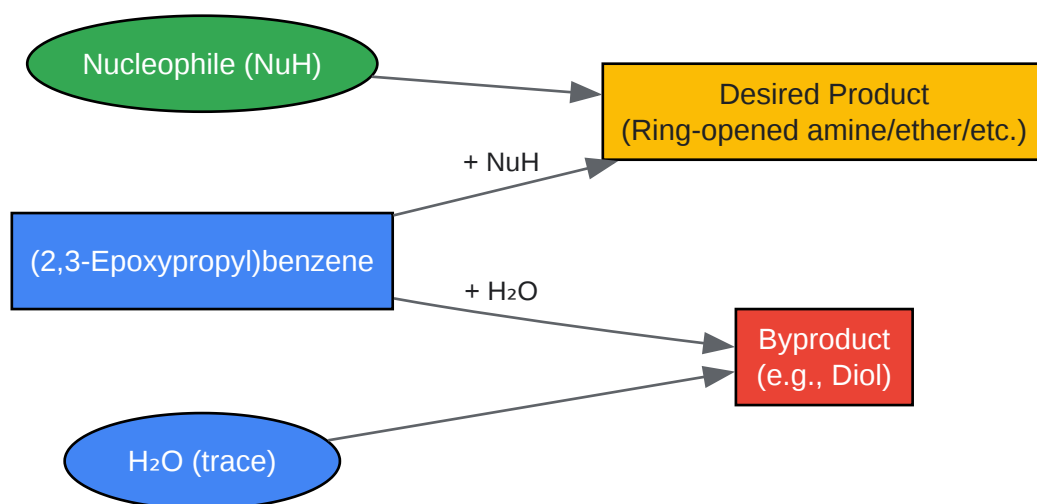 Nucleophile (NuH)
Desired Product
(Ring-opened amine/ether/etc.)
+ NuH
(2,3-Epoxypropyl)benzene
+ H₂O
Byproduct
(e.g., Diol)
H₂O (trace)